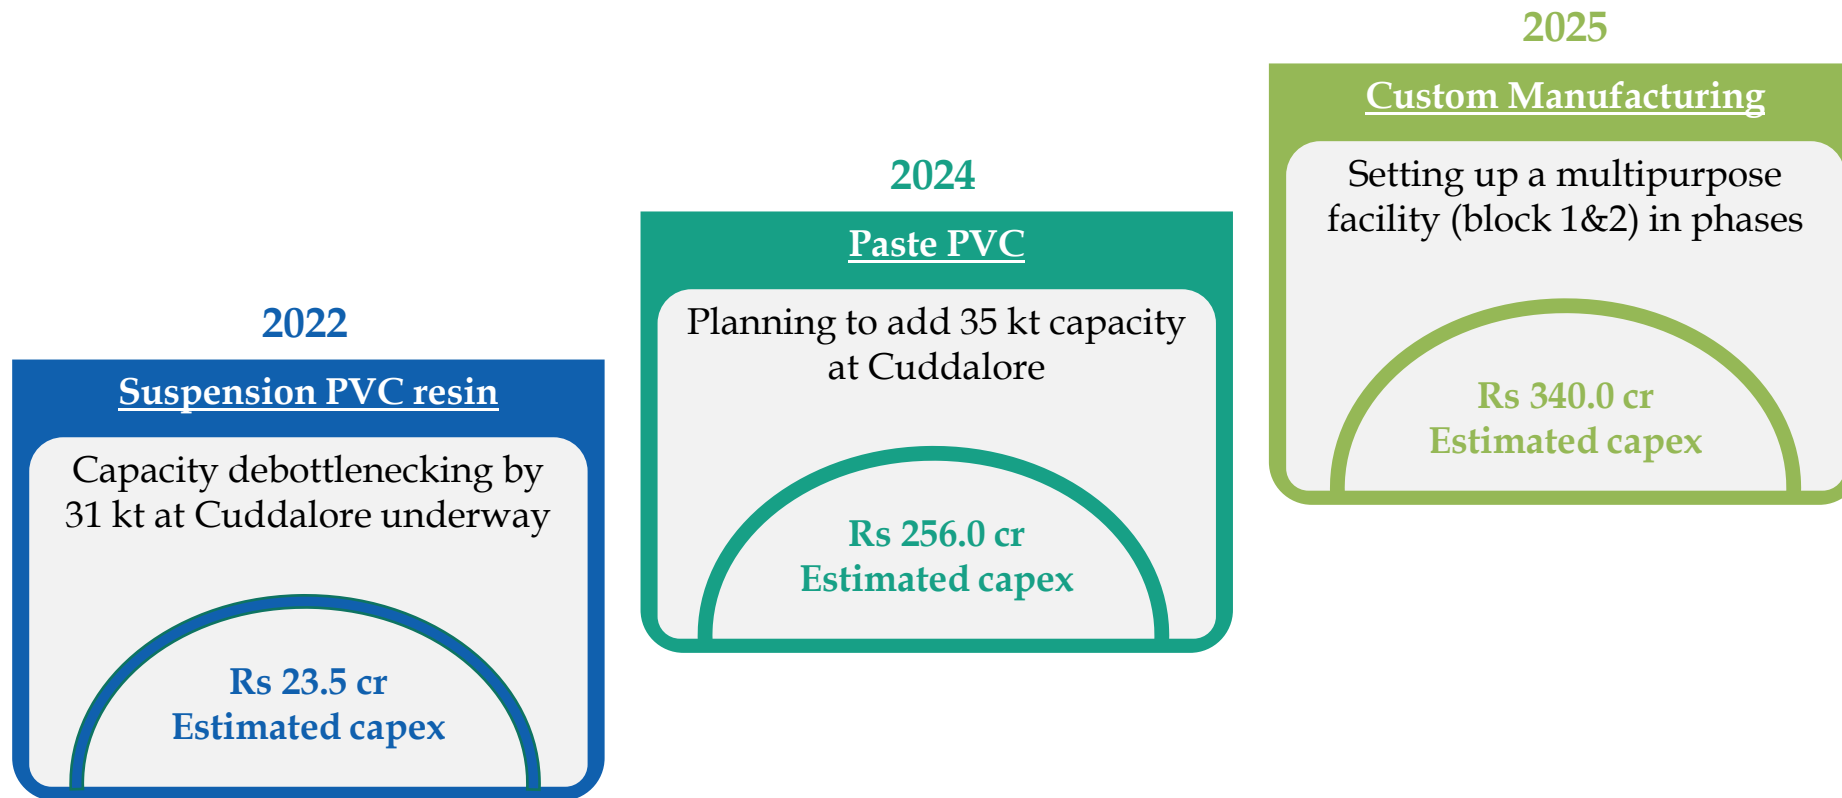 2022
Suspension PVC resin
Capacity debottlenecking by
31 kt at Cuddalore underway
Rs 23.5 cr
Estimated capex
2024
Paste PVC
Planning to add 35 kt capacity
at Cuddalore
Rs 256.0 cr
Estimated capex
2025
Custom Manufacturing
Setting up a multipurpose
facility (block 1&2) in phases
Rs 340.0 cr
Estimated capex